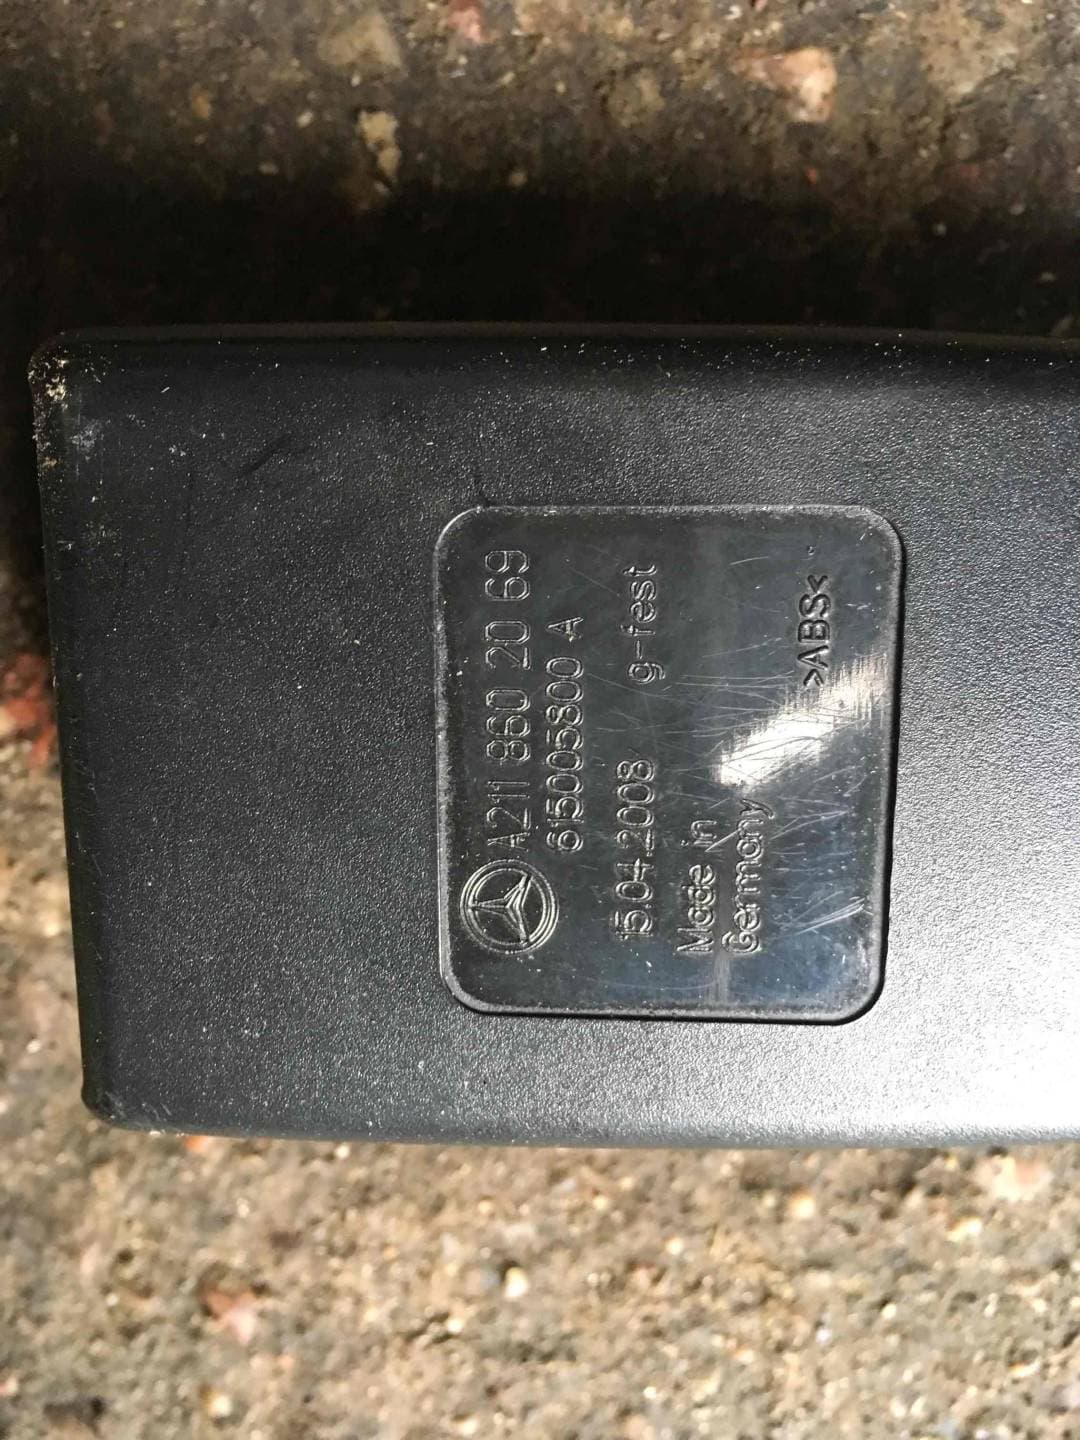 A211 860 20 69
615005800 A
15.04.2008 g-fest
Made in
Germany
>ABS<